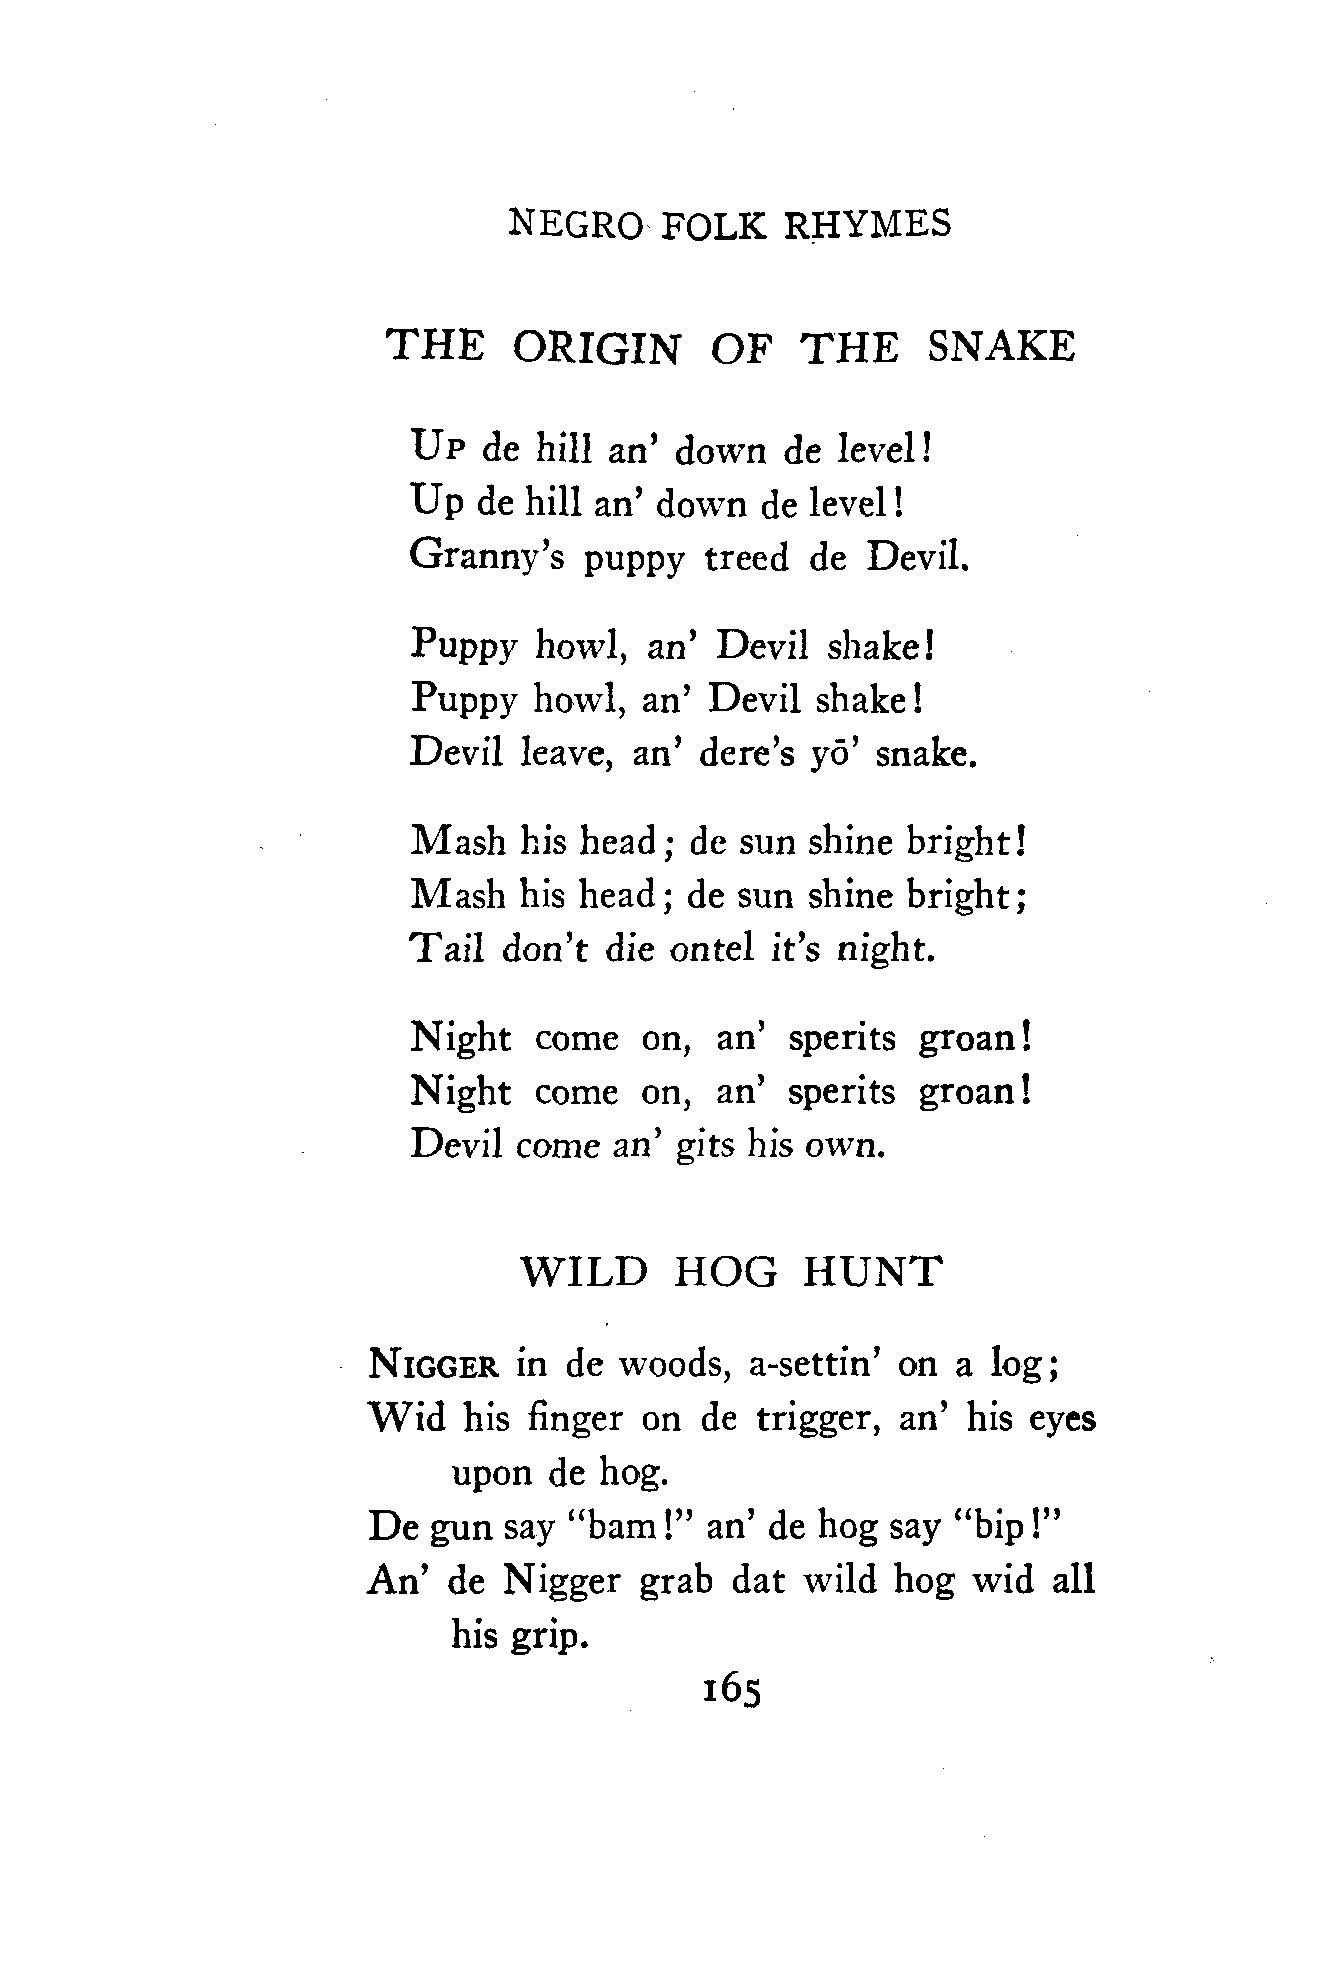 NEGRO FOLK RHYMES
THE ORIGIN OF THE SNAKE
UP de hill an' down de level!
Up de hill an' down de level!
Granny's puppy treed de Devil.
Puppy howl, an' Devil shake!
Puppy howl, an' Devil shake!
Devil leave, an' dere's yō' snake.
Mash his head; de sun shine bright!
Mash his head; de sun shine bright;
Tail don't die ontel it's night.
Night come on, an' sperits groan!
Night come on, an' sperits groan!
Devil come an' gits his own.
WILD HOG HUNT
NIGGER in de woods, a-settin' on a log;
Wid his finger on de trigger, an' his eyes
upon de hog.
De gun say "bam!" an' de hog say "bip!"
An' de Nigger grab dat wild hog wid all
his grip.
165